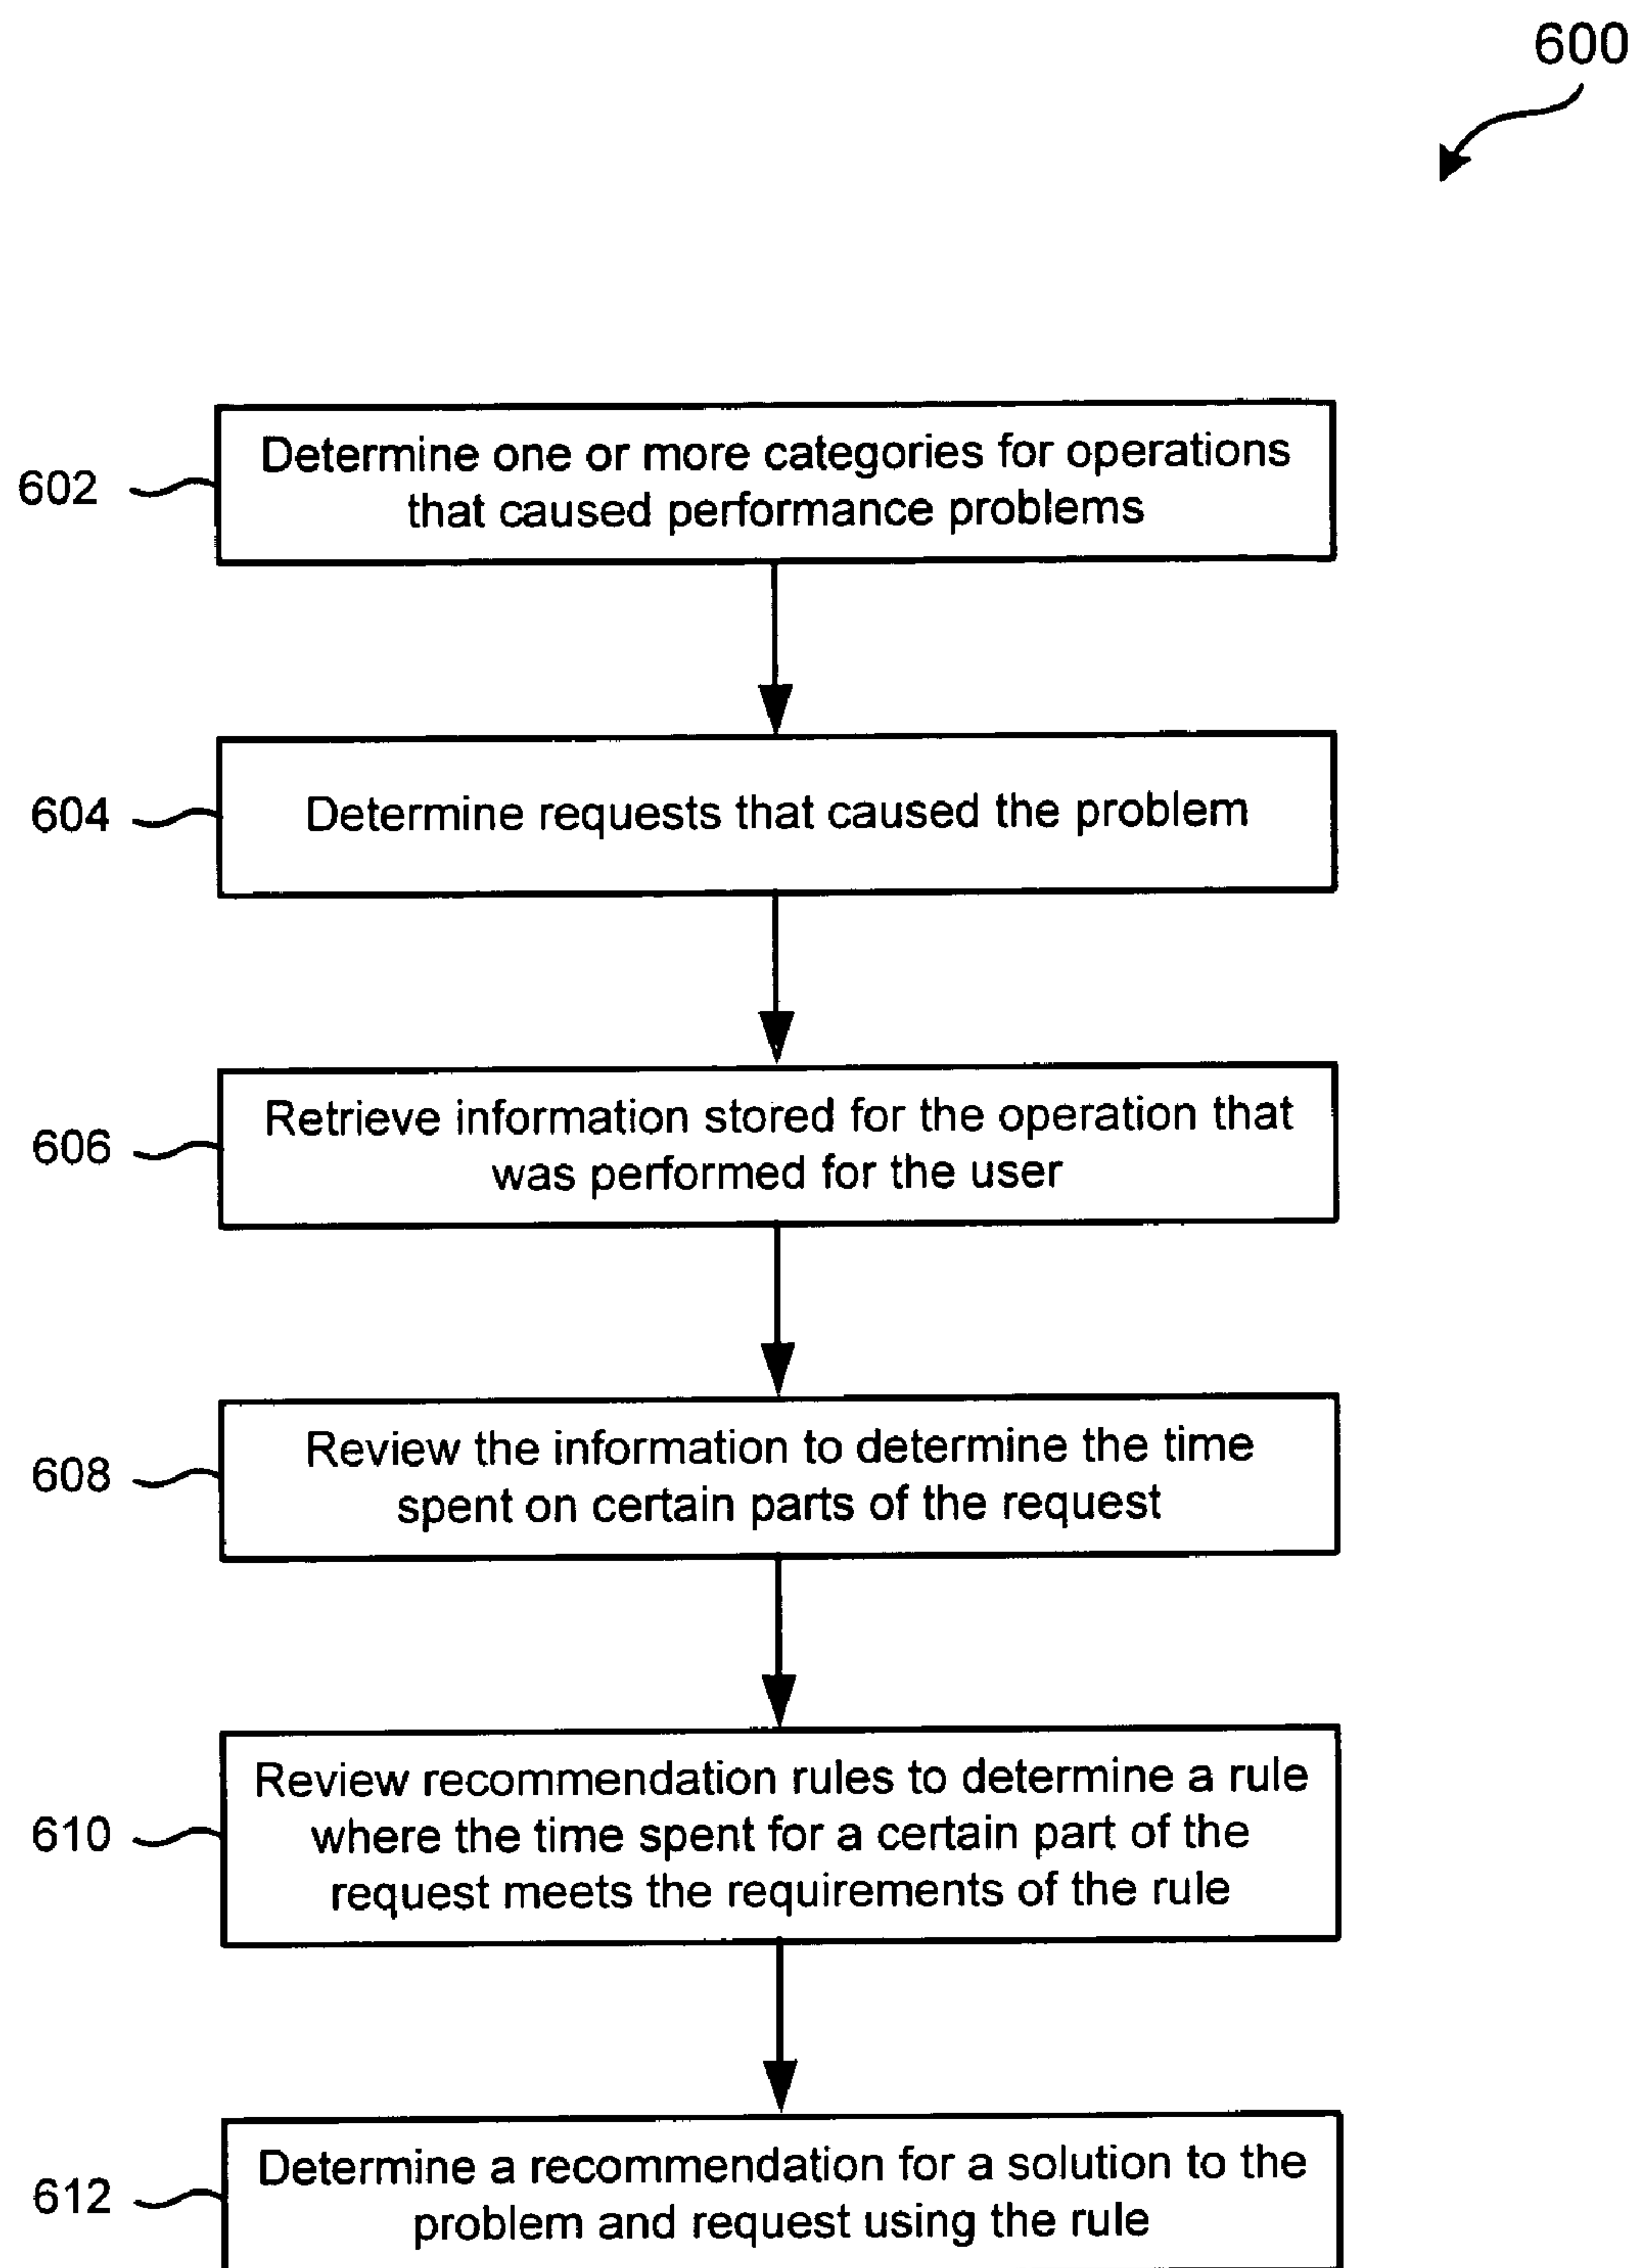 600
602
Determine one or more categories for operations
that caused performance problems
604
Determine requests that caused the problem
606
Retrieve information stored for the operation that
was performed for the user
608
Review the information to determine the time
spent on certain parts of the request
610
Review recommendation rules to determine a rule
where the time spent for a certain part of the
request meets the requirements of the rule
612
Determine a recommendation for a solution to the
problem and request using the rule